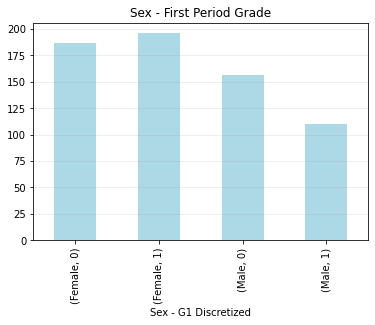 Sex - First Period Grade
200
175
150
125
100
75
50
25
0
(Female, 0)
(Female, 1)
(Male, 0)
(Male, 1)
Sex - G1 Discretized